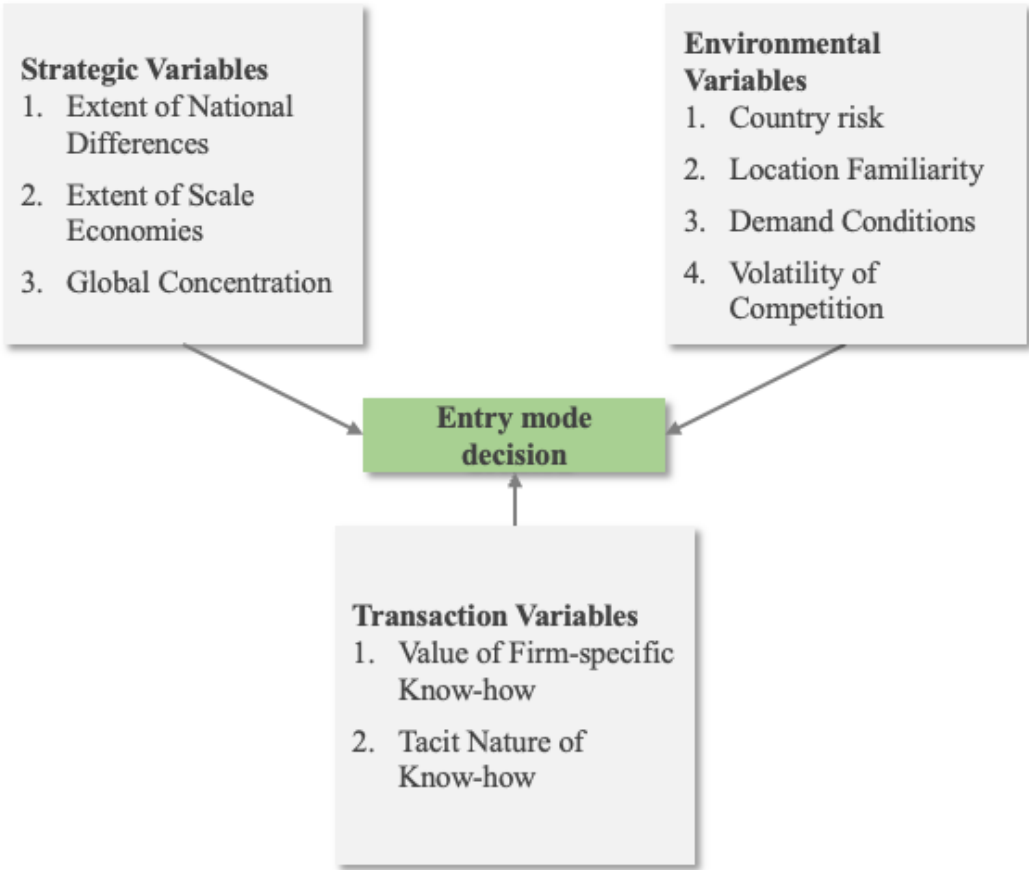 Strategic Variables
1. Extent of National
Differences
2. Extent of Scale
Economies
3. Global Concentration
Environmental
Variables
1. Country risk
2. Location Familiarity
3. Demand Conditions
4. Volatility of
Competition
Entry mode
decision
Transaction Variables
1. Value of Firm-specific
Know-how
2. Tacit Nature of
Know-how